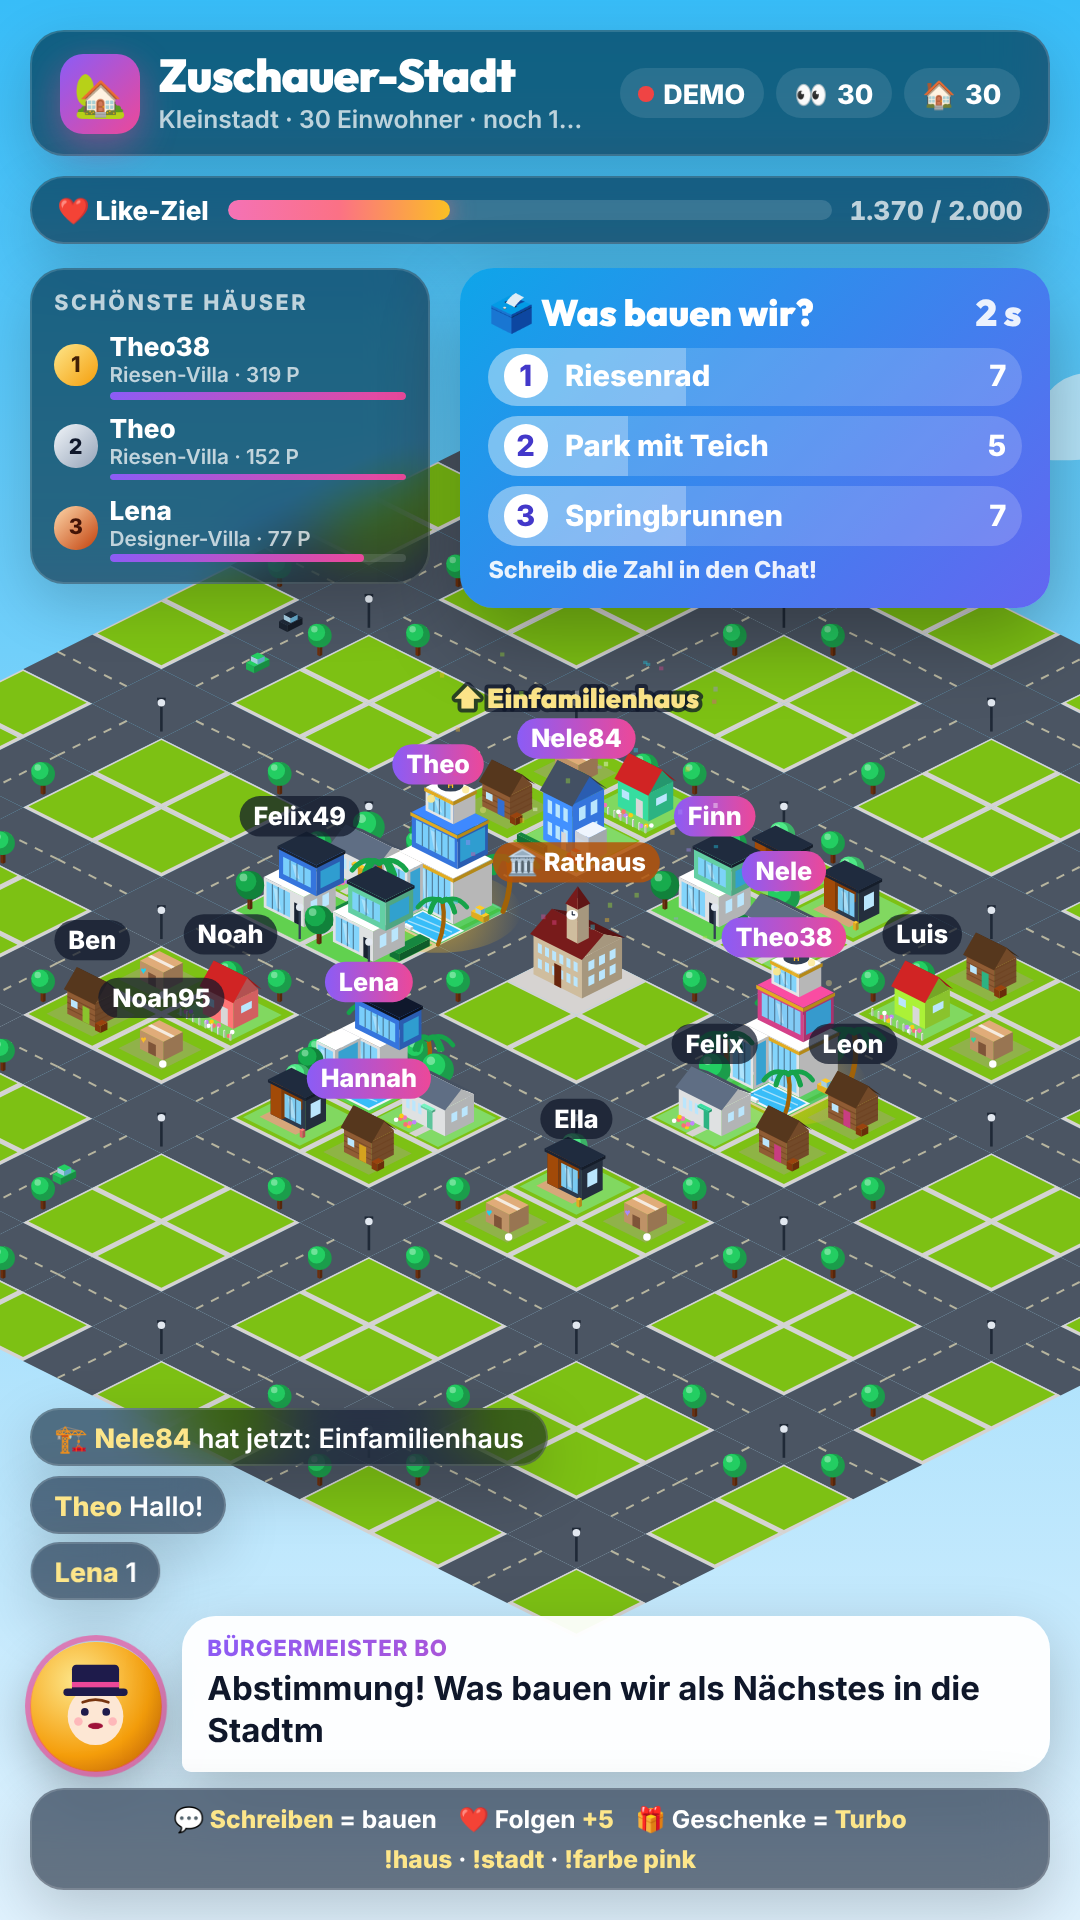 Zuschauer-Stadt
Kleinstadt · 30 Einwohner · noch 1...
DEMO
30
30
Like-Ziel
1.370 / 2.000
SCHÖNSTE HÄUSER
1
Theo38
Riesen-Villa · 319 P
2
Theo
Riesen-Villa · 152 P
3
Lena
Designer-Villa · 77 P
Was bauen wir?
2 s
1 Riesenrad 7
2 Park mit Teich 5
3 Springbrunnen 7
Schreib die Zahl in den Chat!
Einfamilienhaus
Nele84
Theo
Felix49
Finn
Rathaus
Nele
Ben
Noah
Theo38
Luis
Lena
Noah95
Felix
Leon
Hannah
Ella
Nele84 hat jetzt: Einfamilienhaus
Theo Hallo!
Lena 1
BÜRGERMEISTER BO
Abstimmung! Was bauen wir als Nächstes in die
Stadtm
Schreiben = bauen Folgen +5 Geschenke = Turbo
!haus · !stadt · !farbe pink